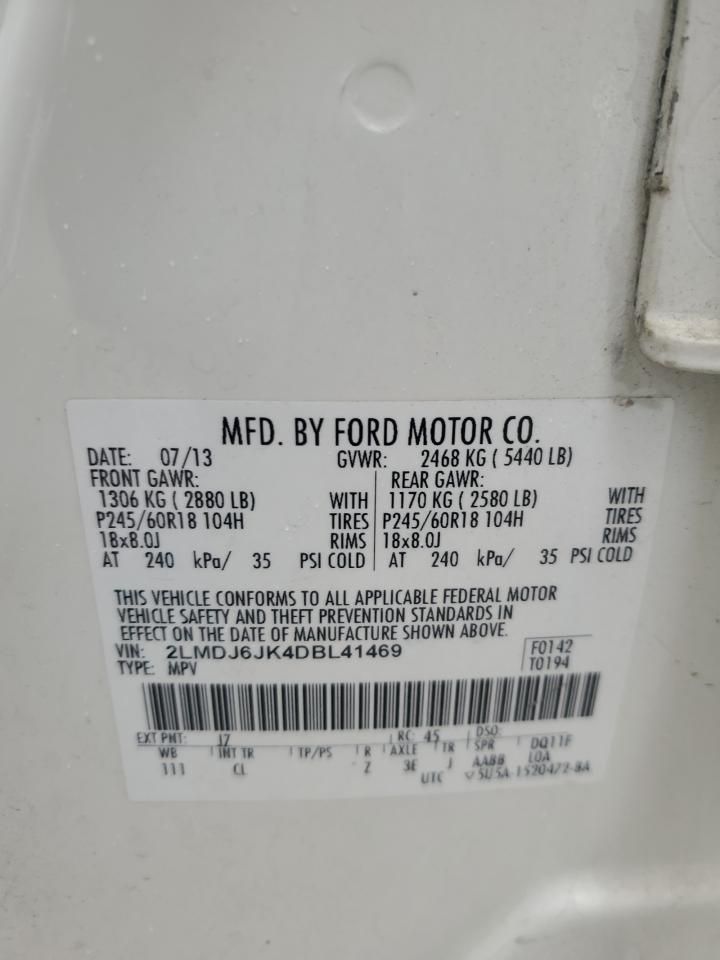 MFD. BY FORD MOTOR CO.
DATE: 07/13 GVWR: 2468 KG ( 5440 LB)
FRONT GAWR: REAR GAWR:
1306 KG ( 2880 LB) WITH 1170 KG ( 2580 LB) WITH
P245/60R18 104H TIRES P245/60R18 104H TIRES
18x8.0J RIMS 18x8.0J RIMS
AT 240 kPa/ 35 PSI COLD AT 240 kPa/ 35 PSI COLD
THIS VEHICLE CONFORMS TO ALL APPLICABLE FEDERAL MOTOR
VEHICLE SAFETY AND THEFT PREVENTION STANDARDS IN
EFFECT ON THE DATE OF MANUFACTURE SHOWN ABOVE.
VIN: 2LMDJ6JK4DBL41469 F0142
TYPE: MPV T0194
EXT PNT: J7 RC: 45 DSO:
WB INT TR TP/PS R AXLE TR SPR DQ11F
111 CL Z 3E J AABB LOA
UTC 5U5A-1520472-BA